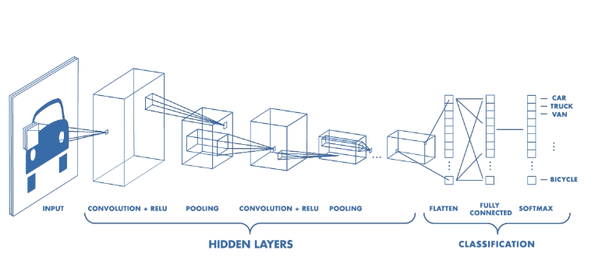 CAR
TRUCK
VAN
BICYCLE
INPUT
CONVOLUTION + RELU
POOLING
CONVOLUTION + RELU
POOLING
FLATTEN
FULLY
CONNECTED
SOFTMAX
HIDDEN LAYERS
CLASSIFICATION